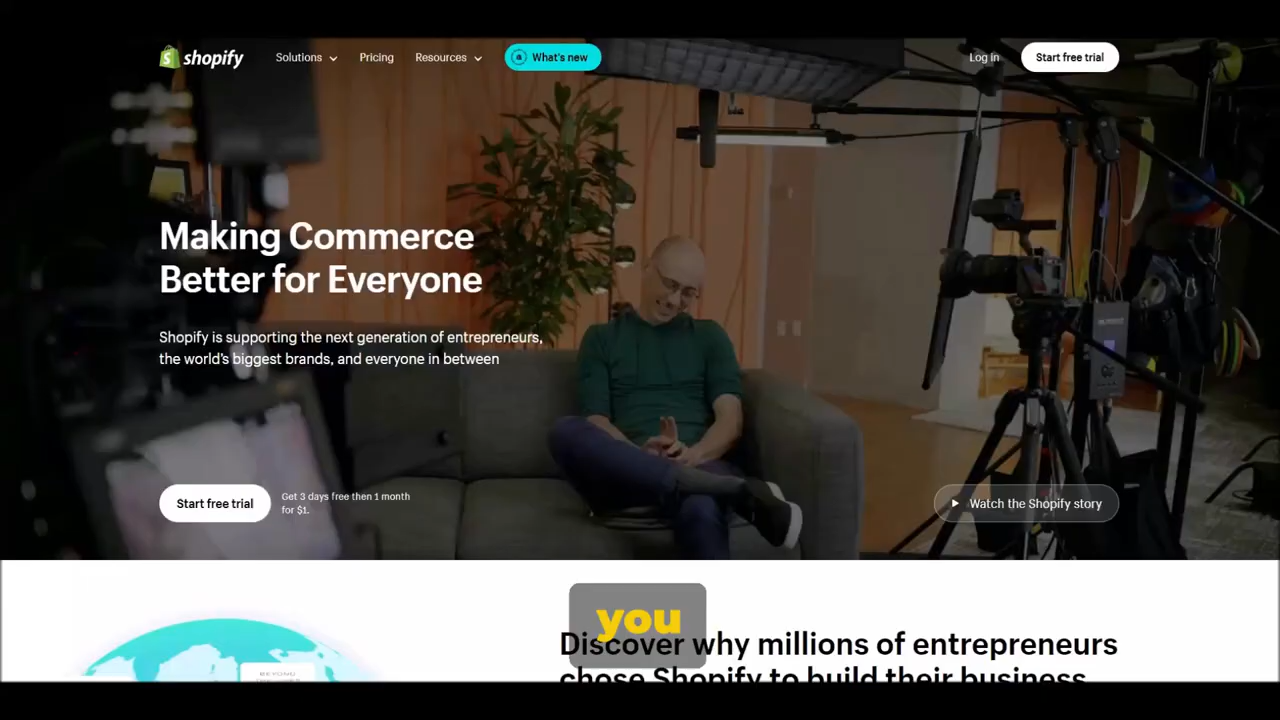 shopify
Solutions
Pricing
Resources
What's new
Log in
Start free trial
Making Commerce
Better for Everyone
Shopify is supporting the next generation of entrepreneurs,
the world's biggest brands, and everyone in between
Start free trial
Get 3 days free then 1 month
for $1.
Watch the Shopify story
you
Discover why millions of entrepreneurs
chose Shopify to build their business